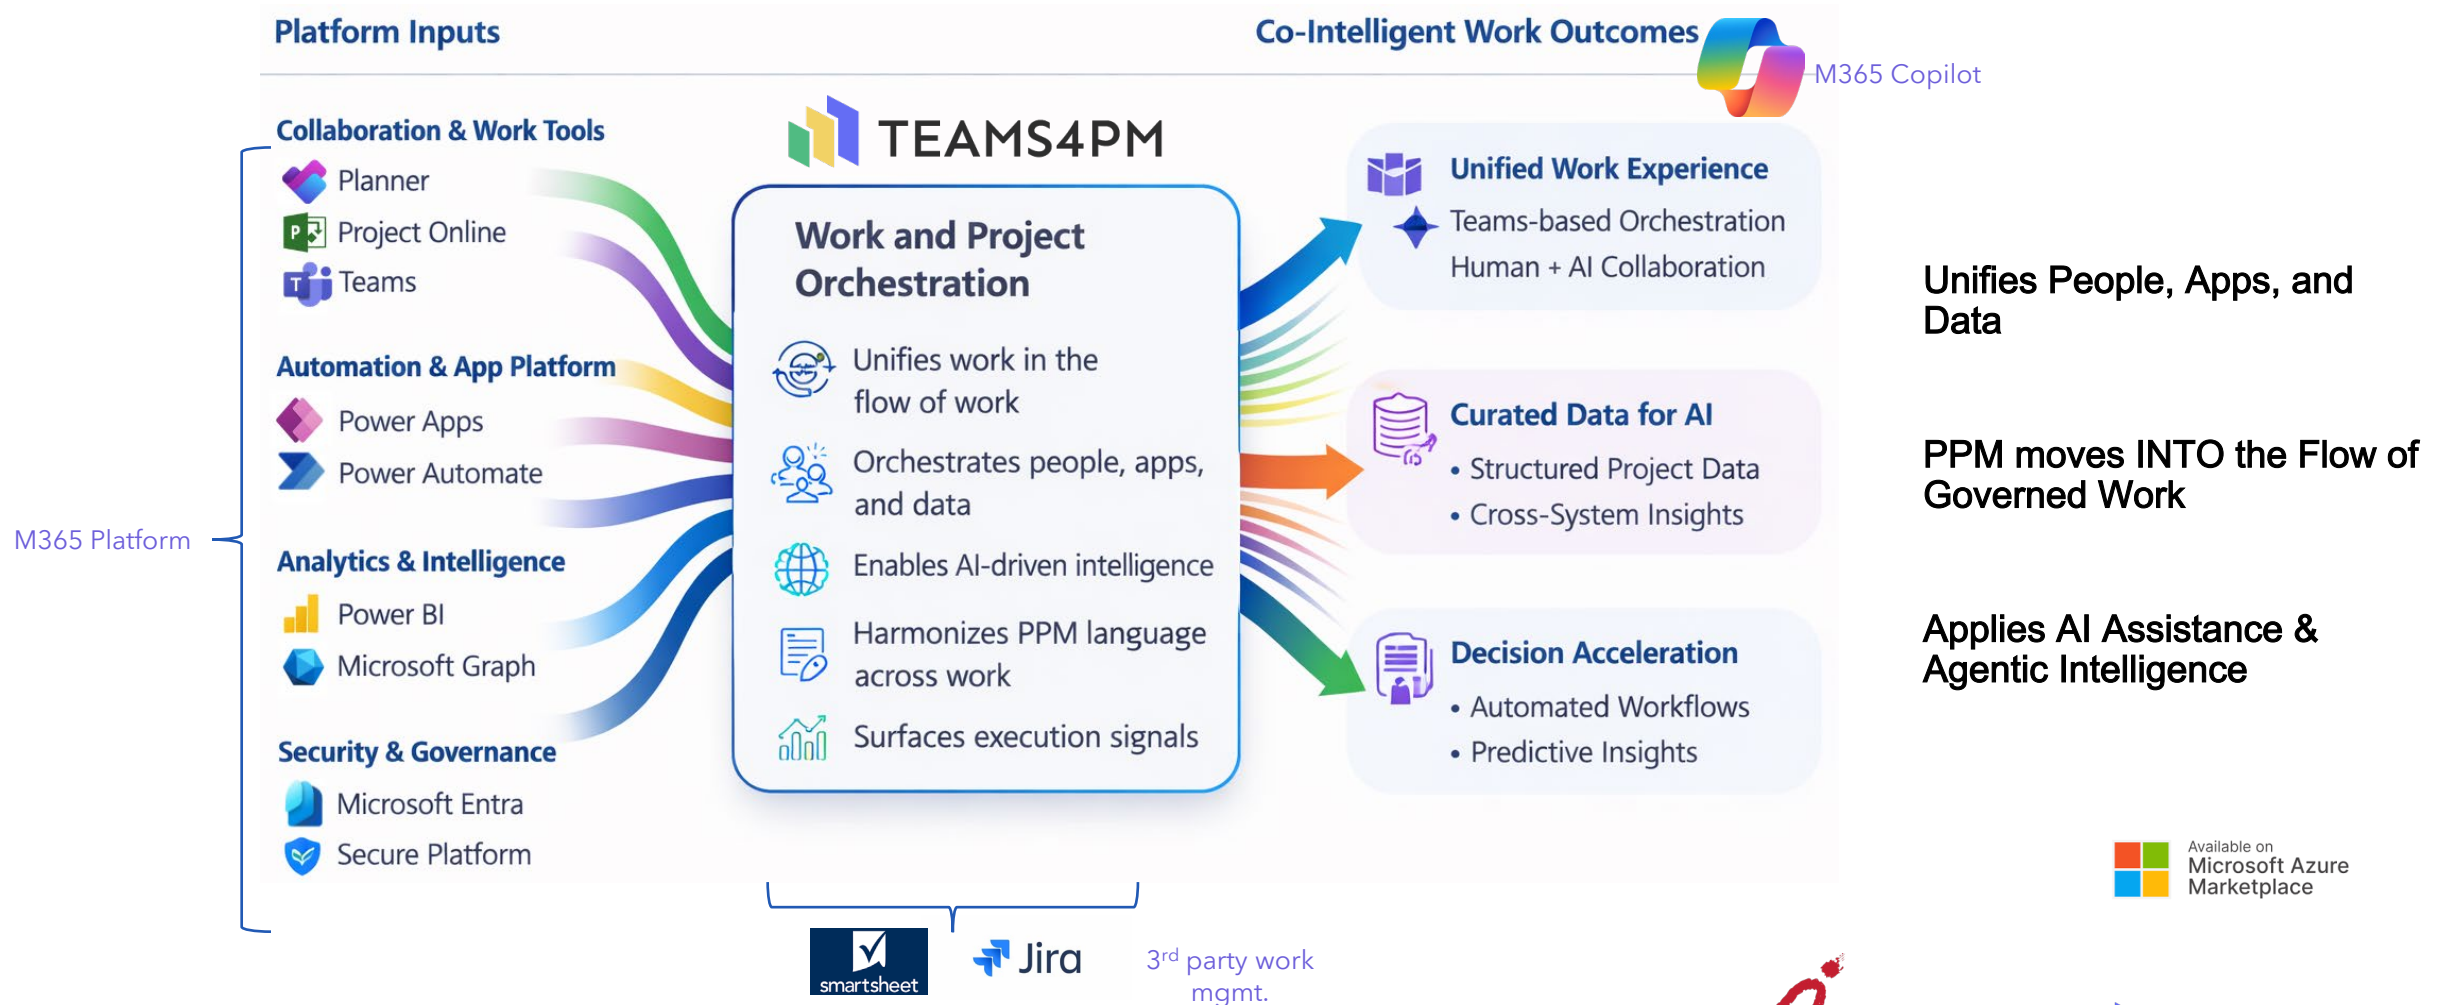 Platform Inputs
Co-Intelligent Work Outcomes
M365 Copilot
M365 Platform
Collaboration & Work Tools
Planner
Project Online
Teams
Automation & App Platform
Power Apps
Power Automate
Analytics & Intelligence
Power BI
Microsoft Graph
Security & Governance
Microsoft Entra
Secure Platform
TEAMS4PM
Work and Project
Orchestration
Unifies work in the
flow of work
Orchestrates people, apps,
and data
Enables AI-driven intelligence
Harmonizes PPM language
across work
Surfaces execution signals
smartsheet
Jira
3rd party work
mgmt.
Unified Work Experience
Teams-based Orchestration
Human + AI Collaboration
Curated Data for AI
• Structured Project Data
• Cross-System Insights
Decision Acceleration
• Automated Workflows
• Predictive Insights
Unifies People, Apps, and
Data
PPM moves INTO the Flow of
Governed Work
Applies AI Assistance &
Agentic Intelligence
Available on
Microsoft Azure
Marketplace